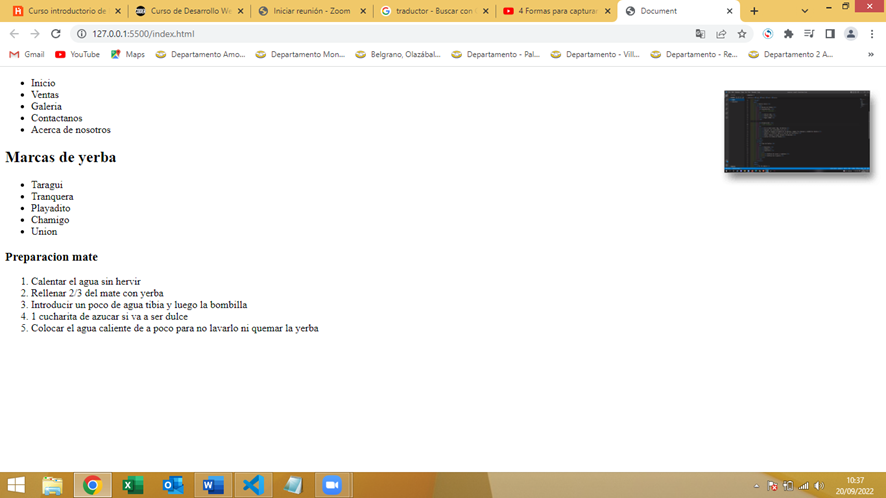 Curso introductorio de
Curso de Desarrollo We
Iniciar reunión - Zoom
traductor - Buscar con
4 Formas para captura
Document
127.0.0.1:5500/index.html
Gmail
YouTube
Maps
Departamento Amo...
Departamento Mon...
Belgrano, Olazábal...
Departamento - Pal...
Departamento - Vill...
Departamento - Re...
Departamento 2 A...
»
Inicio
Ventas
Galeria
Contactanos
Acerca de nosotros
Marcas de yerba
Taragui
Tranquera
Playadito
Chamigo
Union
Preparacion mate
1. Calentar el agua sin hervir
2. Rellenar 2/3 del mate con yerba
3. Introducir un poco de agua tibia y luego la bombilla
4. 1 cucharita de azucar si va a ser dulce
5. Colocar el agua caliente de a poco para no lavarlo ni quemar la yerba
10:37
20/09/2022